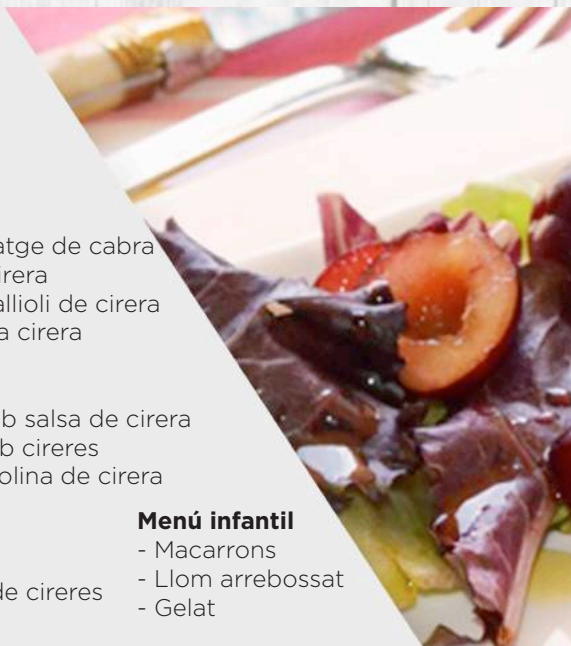 atge de cabra
irera
allioli de cirera
a cirera
b salsa de cirera
b cireres
olina de cirera
de cireres
Menú infantil
- Macarrons
- Llom arrebossat
- Gelat